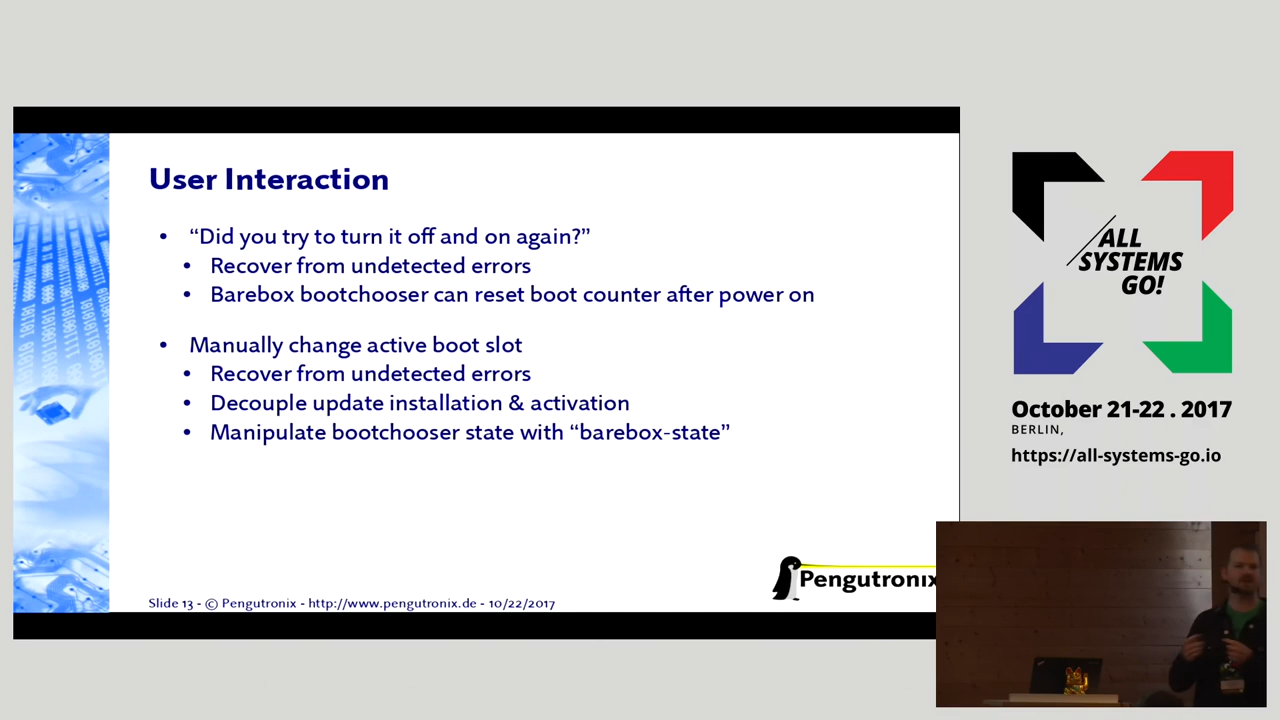 User Interaction
• “Did you try to turn it off and on again?”
• Recover from undetected errors
• Barebox bootchooser can reset boot counter after power on
• Manually change active boot slot
• Recover from undetected errors
• Decouple update installation & activation
• Manipulate bootchooser state with “barebox-state”
Pengutronix
Slide 13 - © Pengutronix - http://www.pengutronix.de - 10/22/2017
ALL
SYSTEMS
GO!
October 21-22 . 2017
BERLIN,
https://all-systems-go.io